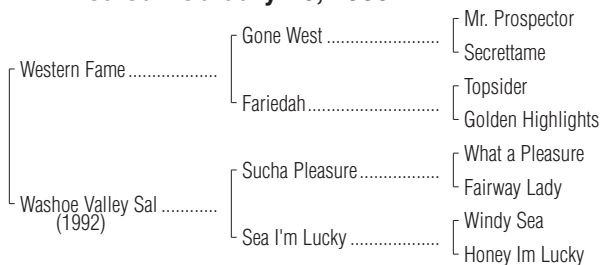 Mr. Prospector
Gone West
Secrettame
Western Fame
Topsider
Fariedah
Golden Highlights
What a Pleasure
Sucha Pleasure
Fairway Lady
Washoe Valley Sal
(1992)
Windy Sea
Sea I'm Lucky
Honey Im Lucky